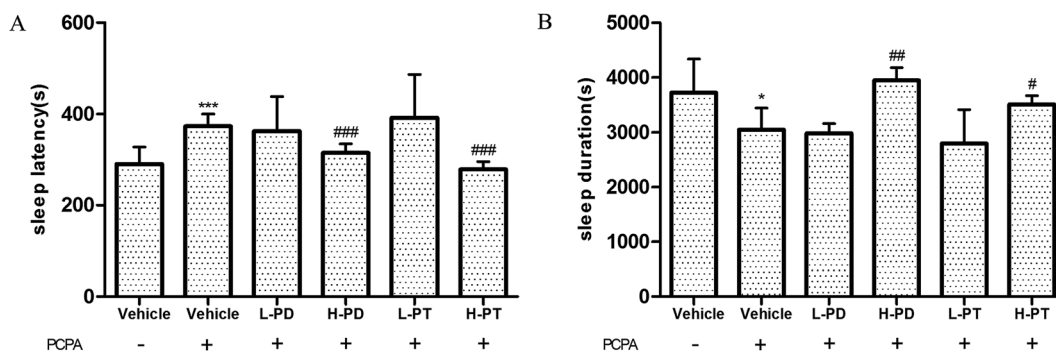 A
sleep latency(s)
600
400
200
0
***
###
###
Vehicle Vehicle L-PD H-PD L-PT H-PT
PCPA - + + + + +
B
sleep duration(s)
5000
4000
3000
2000
1000
0
*
##
#
Vehicle Vehicle L-PD H-PD L-PT H-PT
PCPA - + + + + +